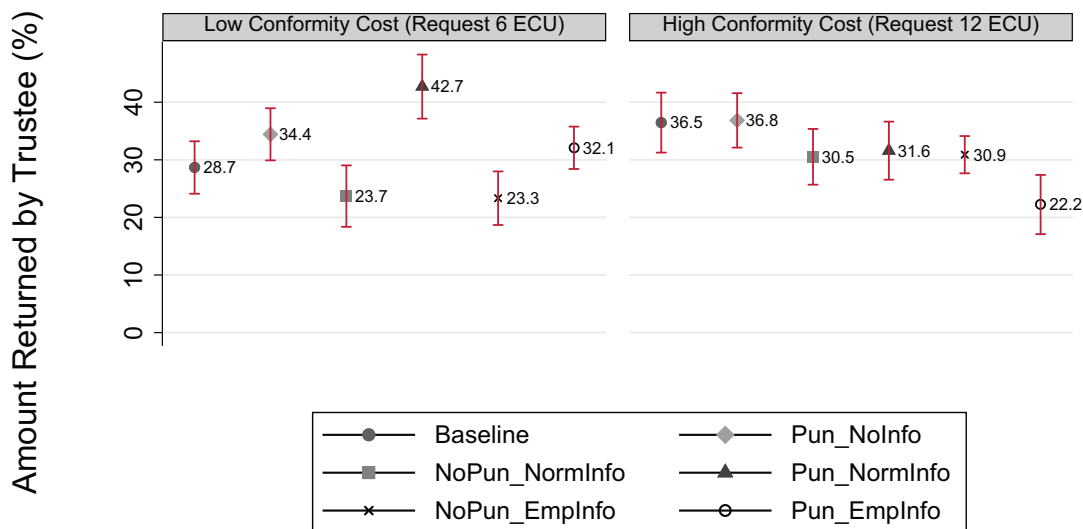 Low Conformity Cost (Request 6 ECU)
High Conformity Cost (Request 12 ECU)
Amount Returned by Trustee (%)
40
30
20
10
0
28.7
34.4
23.7
42.7
23.3
32.1
36.5
36.8
30.5
31.6
30.9
22.2
Baseline
Pun_NoInfo
NoPun_NormInfo
Pun_NormInfo
NoPun_EmpInfo
Pun_EmpInfo